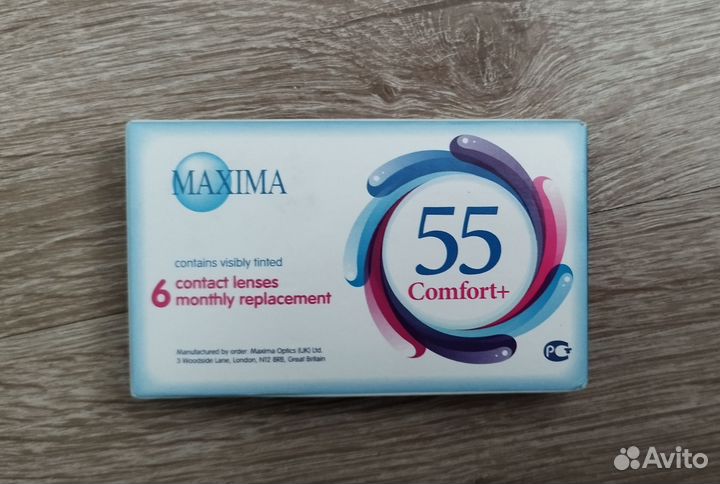 MAXIMA
contains visibly tinted
6 contact lenses
monthly replacement
55
Comfort+
Manufactured by order: Maxima Optics (UK) Ltd.
3 Woodside Lane, London, N12 8RB, Great Britain
PC
Avito